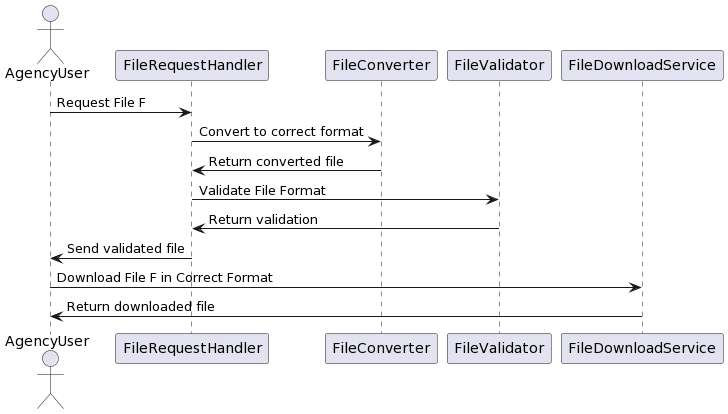 AgencyUser
FileRequestHandler
FileConverter
FileValidator
FileDownloadService
Request File F
Convert to correct format
Return converted file
Validate File Format
Return validation
Send validated file
Download File F in Correct Format
Return downloaded file
AgencyUser
FileRequestHandler
FileConverter
FileValidator
FileDownloadService